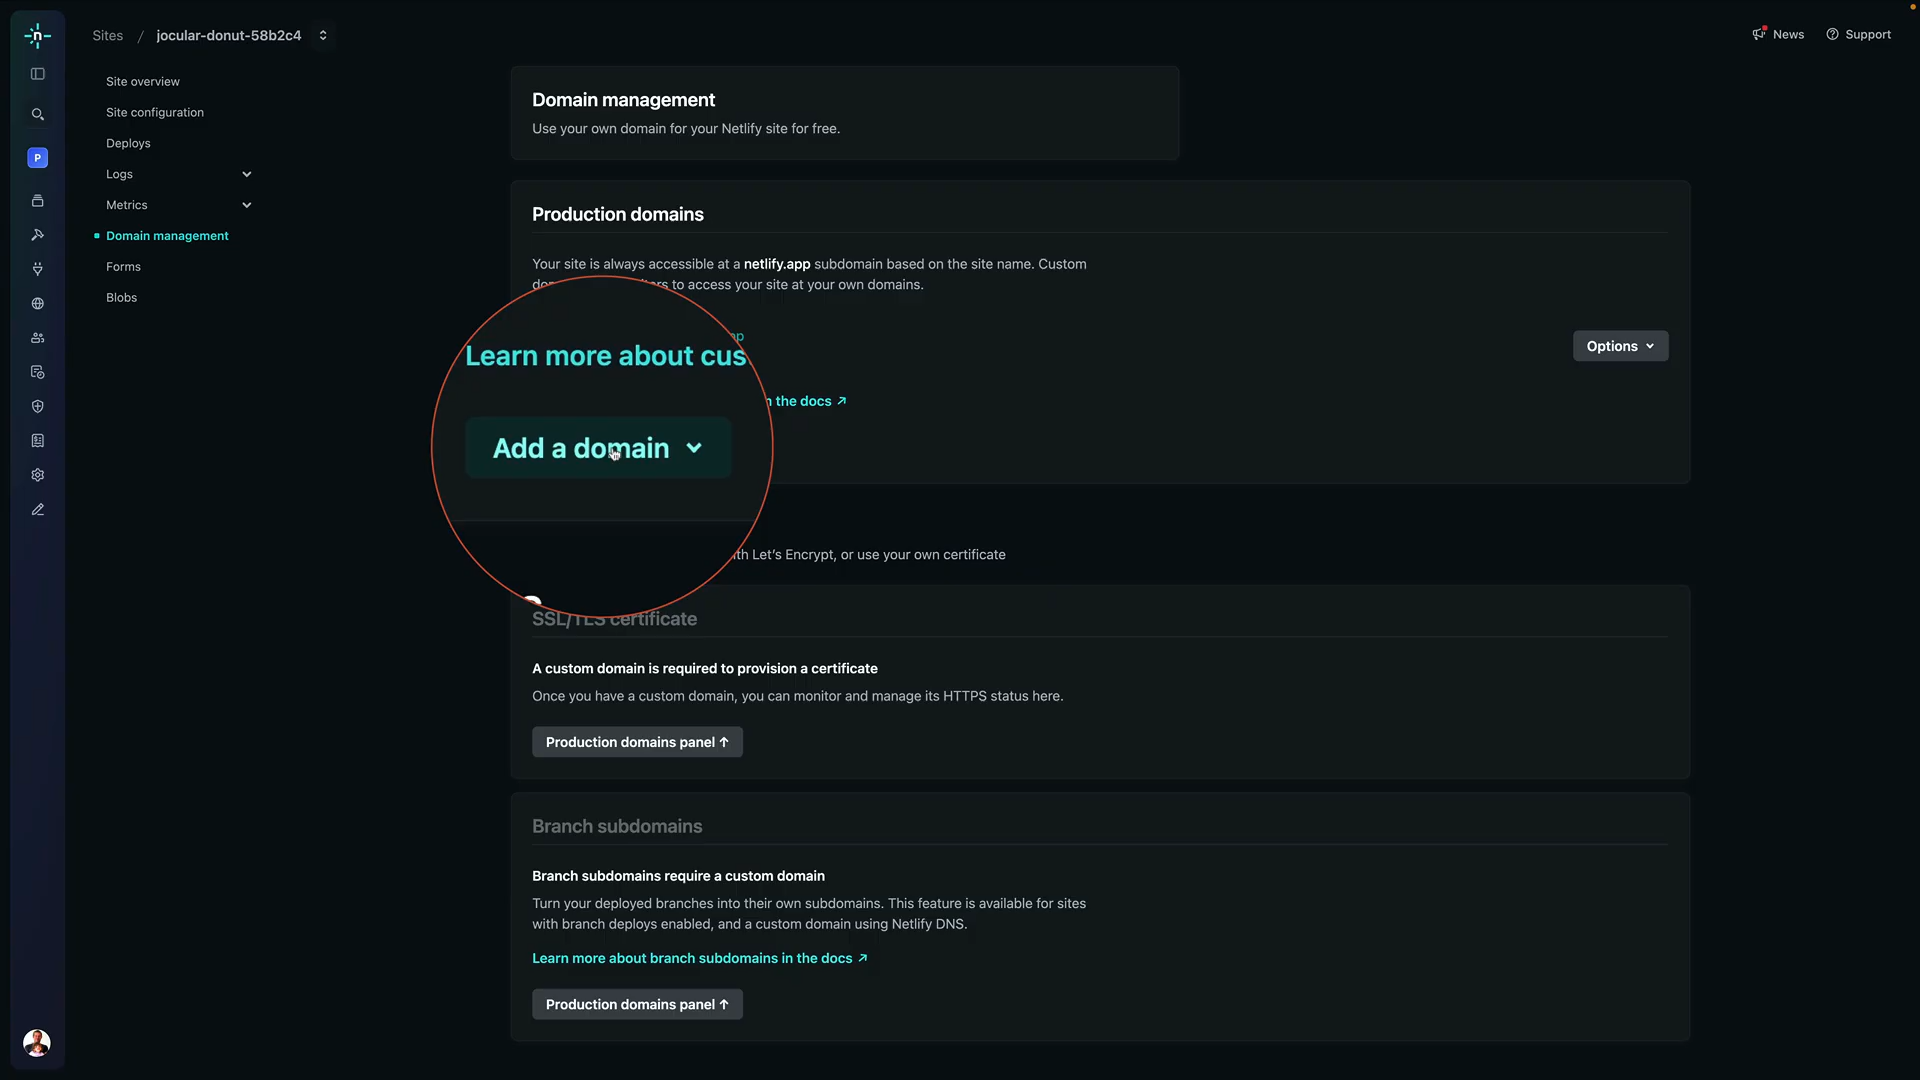 Sites / jocular-donut-58b2c4
News
Support
P
Site overview
Site configuration
Deploys
Logs
Metrics
Domain management
Forms
Blobs
Domain management
Use your own domain for your Netlify site for free.
Production domains
Your site is always accessible at a netlify.app subdomain based on the site name. Custom
to access your site at your own domains.
Options
Learn more about cus
n the docs ↗
Add a domain
th Let's Encrypt, or use your own certificate
SSL/TLS certificate
A custom domain is required to provision a certificate
Once you have a custom domain, you can monitor and manage its HTTPS status here.
Production domains panel ↑
Branch subdomains
Branch subdomains require a custom domain
Turn your deployed branches into their own subdomains. This feature is available for sites
with branch deploys enabled, and a custom domain using Netlify DNS.
Learn more about branch subdomains in the docs ↗
Production domains panel ↑